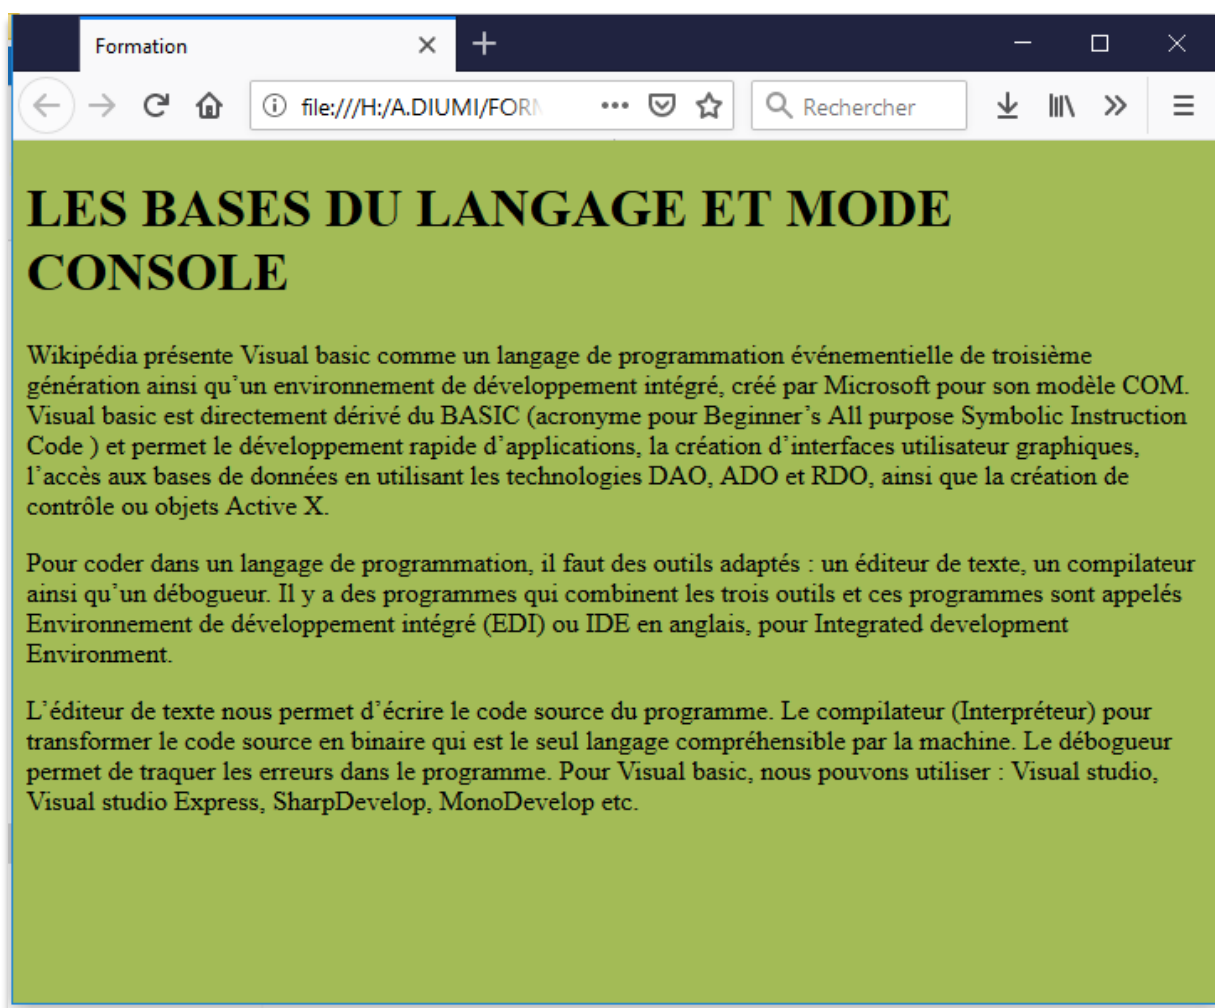 Formation
file:///H:/A.DIUMI/FORM
Rechercher
LES BASES DU LANGAGE ET MODE
CONSOLE
Wikipédia présente Visual basic comme un langage de programmation événementielle de troisième
génération ainsi qu’un environnement de développement intégré, créé par Microsoft pour son modèle COM.
Visual basic est directement dérivé du BASIC (acronyme pour Beginner’s All purpose Symbolic Instruction
Code ) et permet le développement rapide d’applications, la création d’interfaces utilisateur graphiques,
l’accès aux bases de données en utilisant les technologies DAO, ADO et RDO, ainsi que la création de
contrôle ou objets Active X.
Pour coder dans un langage de programmation, il faut des outils adaptés : un éditeur de texte, un compilateur
ainsi qu’un débogueur. Il y a des programmes qui combinent les trois outils et ces programmes sont appelés
Environnement de développement intégré (EDI) ou IDE en anglais, pour Integrated development
Environment.
L’éditeur de texte nous permet d’écrire le code source du programme. Le compilateur (Interpréteur) pour
transformer le code source en binaire qui est le seul langage compréhensible par la machine. Le débogueur
permet de traquer les erreurs dans le programme. Pour Visual basic, nous pouvons utiliser : Visual studio,
Visual studio Express, SharpDevelop, MonoDevelop etc.